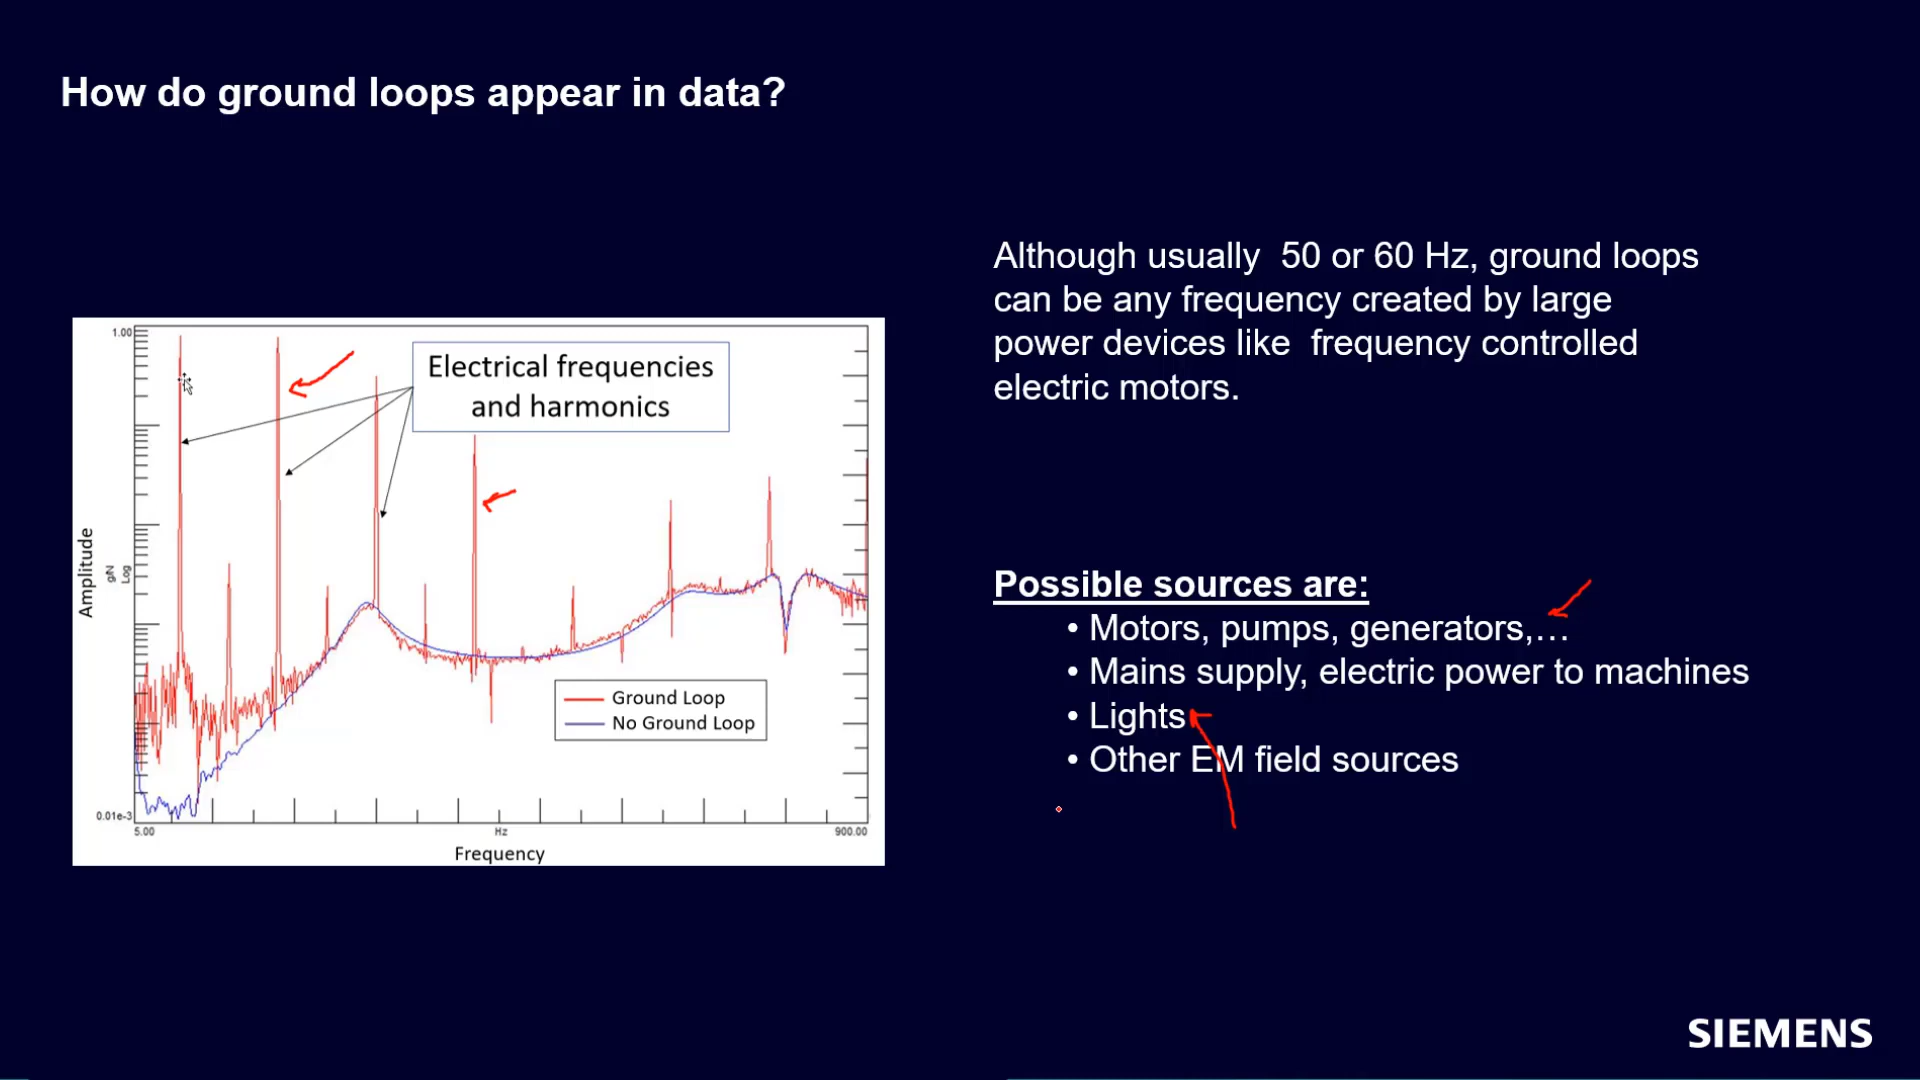 How do ground loops appear in data?
Although usually  50 or 60 Hz, ground loops
can be any frequency created by large
power devices like  frequency controlled
electric motors.
1.00
Electrical frequencies
and harmonics
Amplitude
g/N
Log
Ground Loop
No Ground Loop
0.01e-3
5.00
Hz
900.00
Frequency
Possible sources are:
• Motors, pumps, generators,…
• Mains supply, electric power to machines
• Lights
• Other EM field sources
SIEMENS